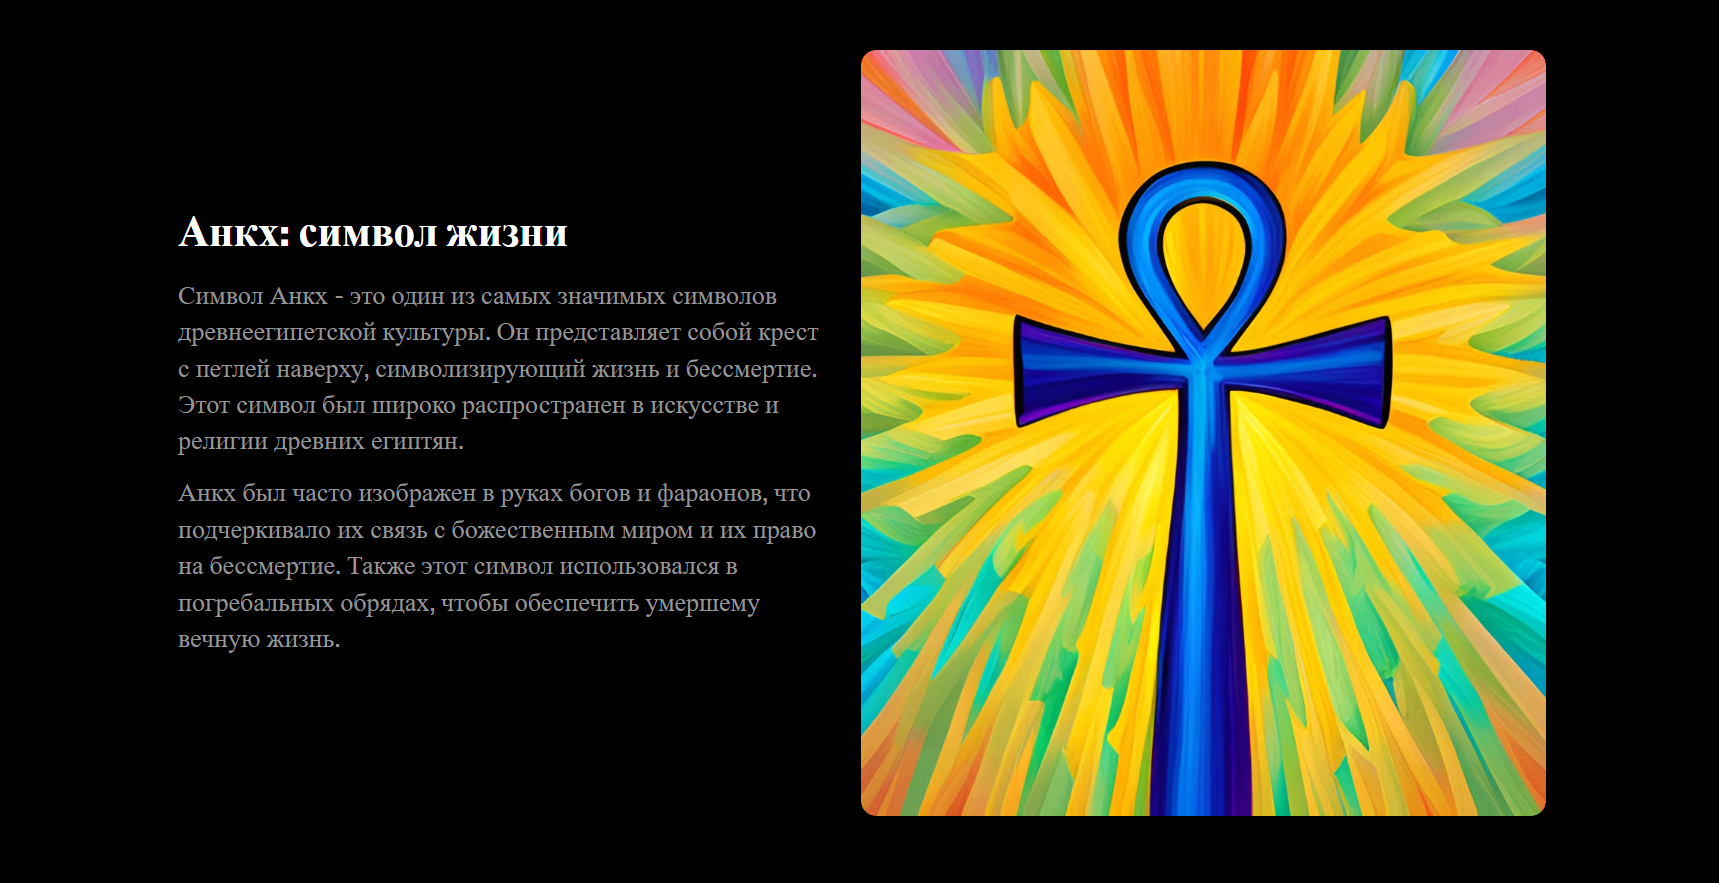 Анкх: символ жизни
Символ Анкх - это один из самых значимых символов
древнеегипетской культуры. Он представляет собой крест
с петлей наверху, символизирующий жизнь и бессмертие.
Этот символ был широко распространен в искусстве и
религии древних египтян.
Анкх был часто изображен в руках богов и фараонов, что
подчеркивало их связь с божественным миром и их право
на бессмертие. Также этот символ использовался в
погребальных обрядах, чтобы обеспечить умершему
вечную жизнь.